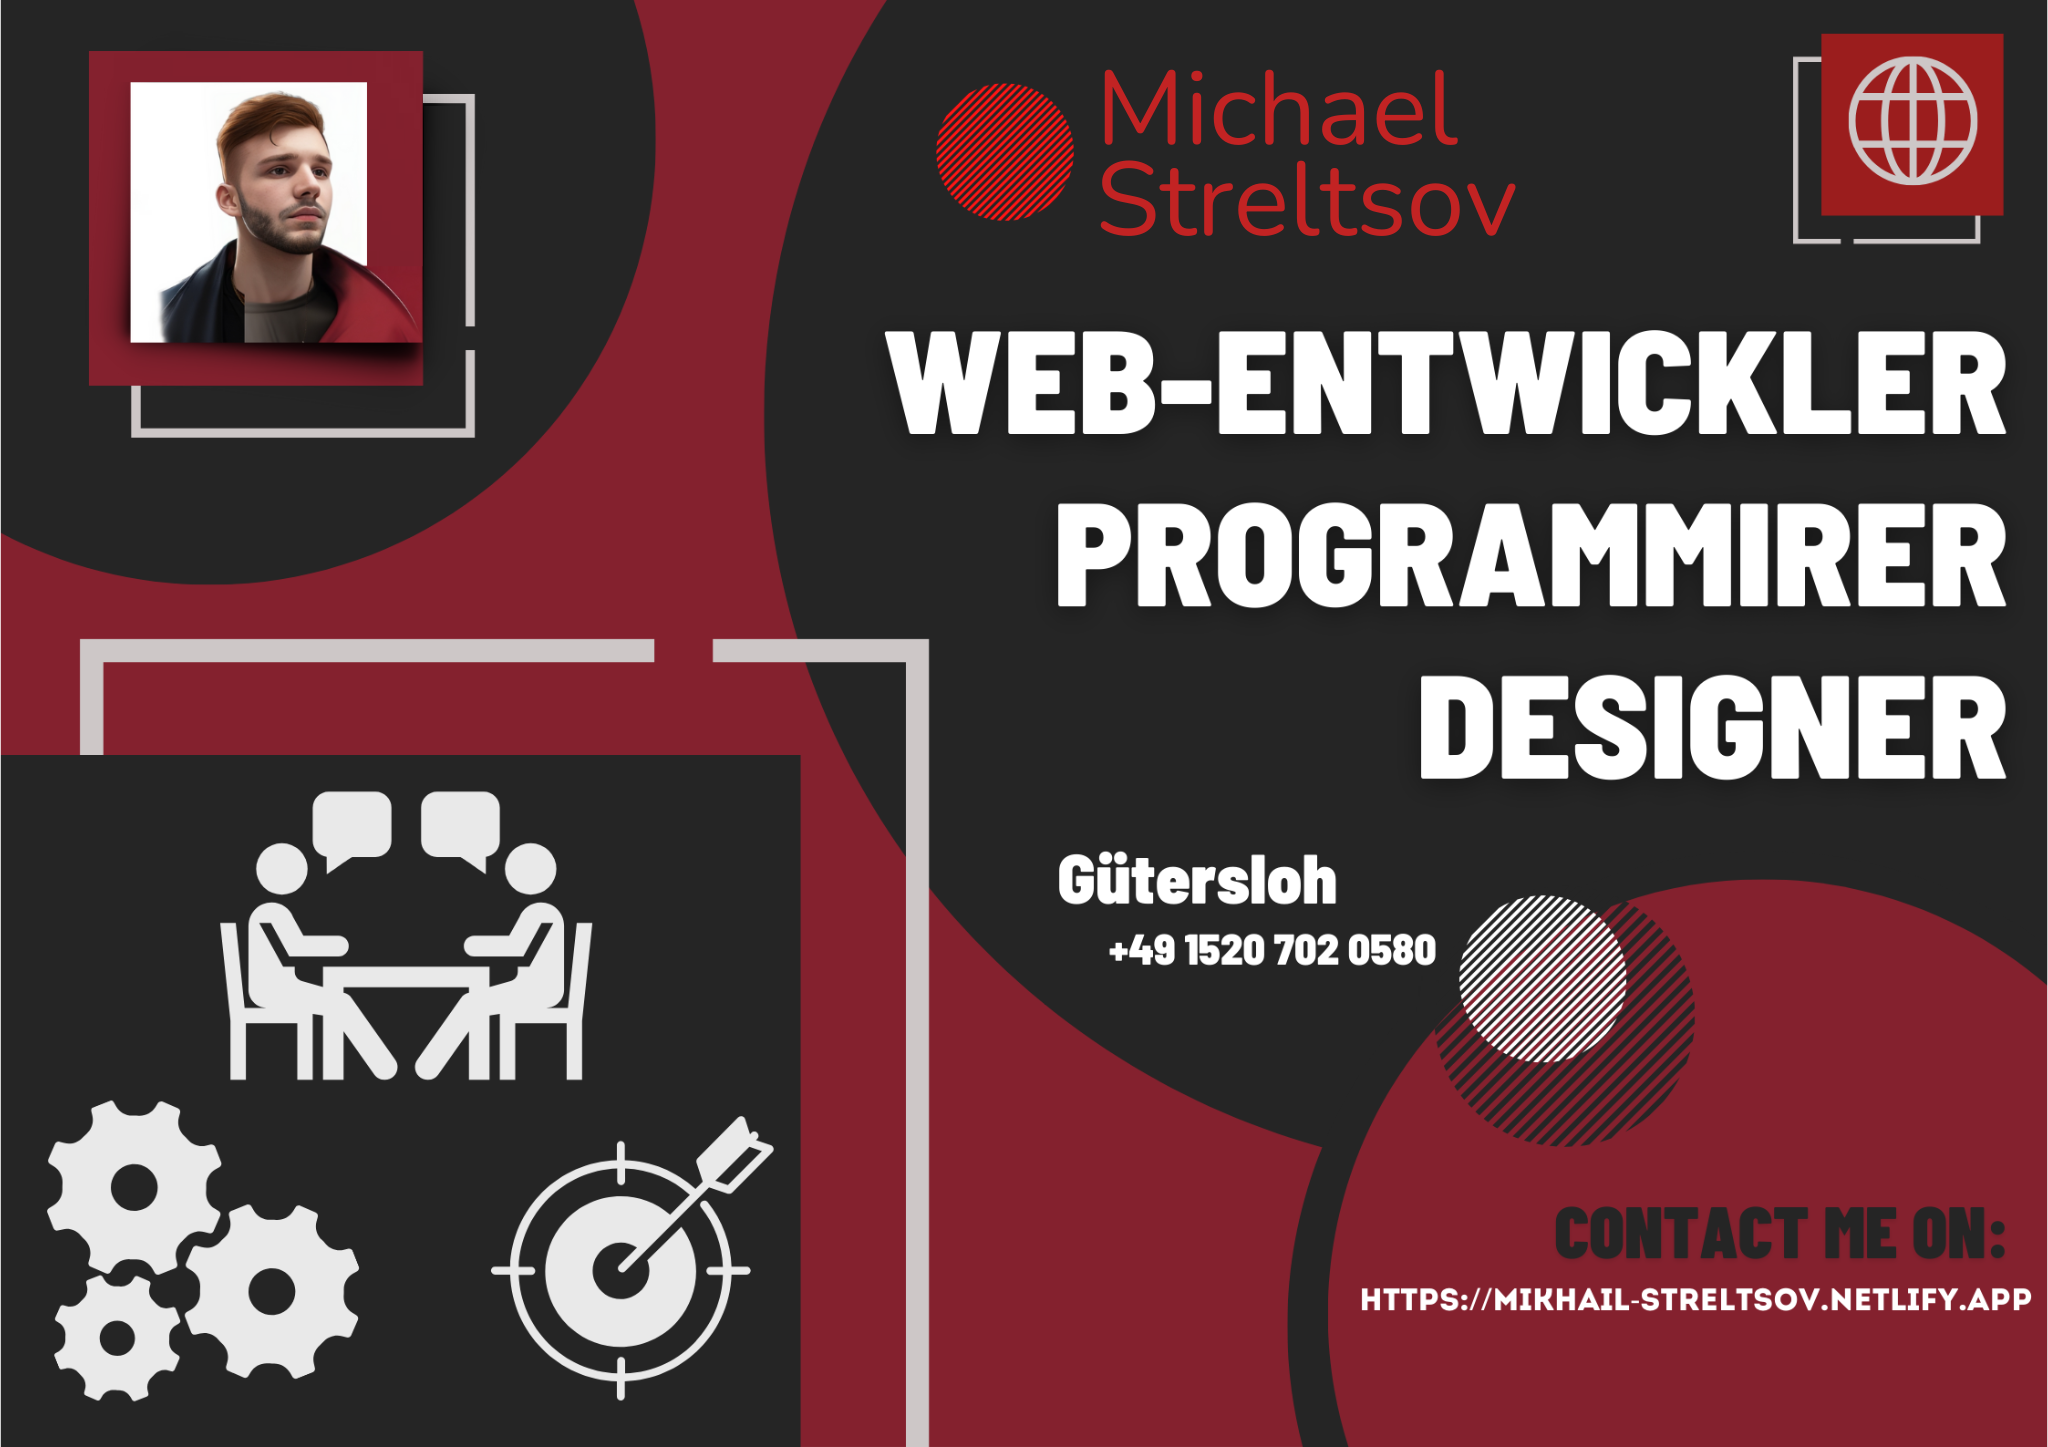 Michael
Streltsov
WEB-ENTWICKLER
PROGRAMMIRER
DESIGNER
Gütersloh
+49 1520 702 0580
CONTACT ME ON:
HTTPS://MIKHAIL-STRELTSOV.NETLIFY.APP